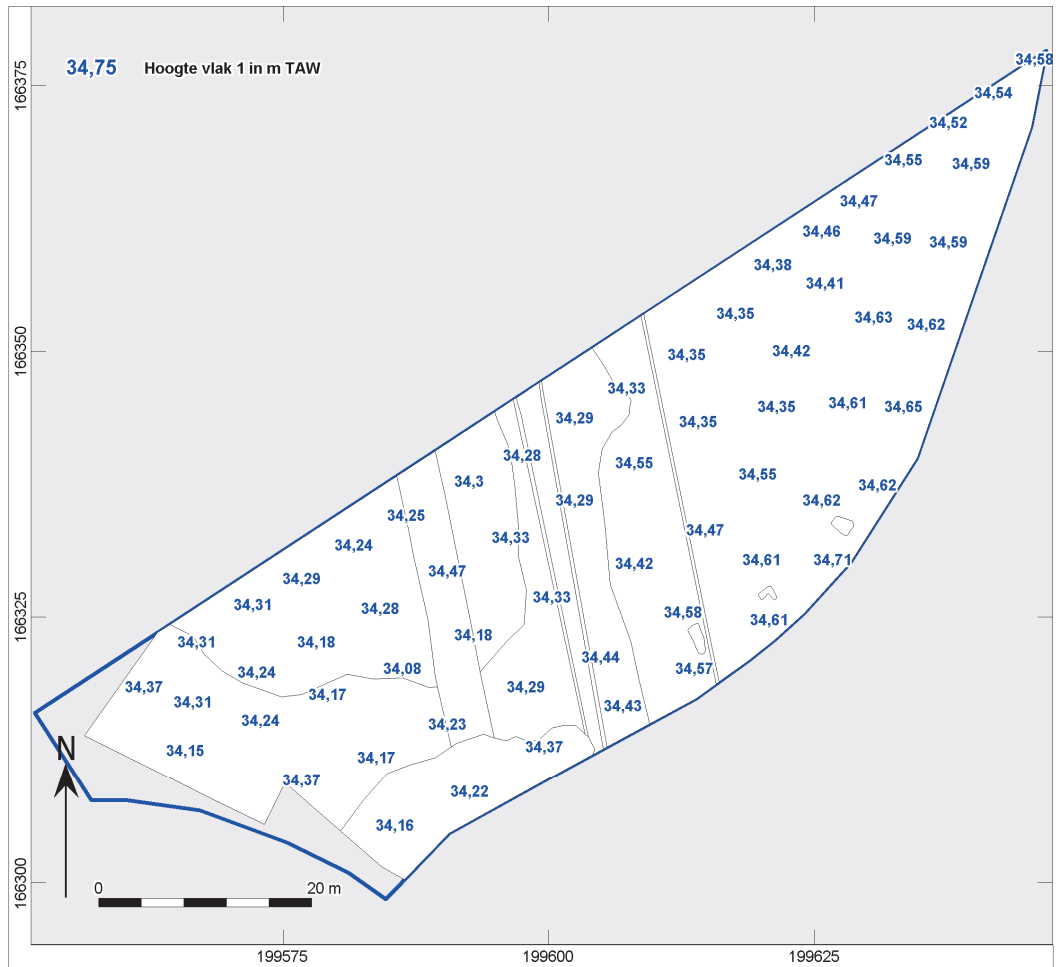 34,75 Hoogte vlak 1 in m TAW
34,58
34,54
34,52
34,55 34,59
34,47
34,46 34,59 34,59
34,38
34,41
34,35 34,63 34,62
34,35 34,42
34,33
34,29 34,35 34,35 34,61 34,65
34,28 34,55
34,3 34,55 34,62
34,29 34,62
34,25
34,33 34,47
34,24
34,29 34,47 34,42 34,61 34,71
34,31 34,28 34,33 34,58 34,61
34,31 34,18 34,18
34,24 34,08 34,44 34,57
34,37 34,17 34,29
34,31 34,43
34,24 34,23
34,15 34,17 34,37
34,37 34,22
34,16
N
0 20 m
166375
166350
166325
166300
199575 199600 199625